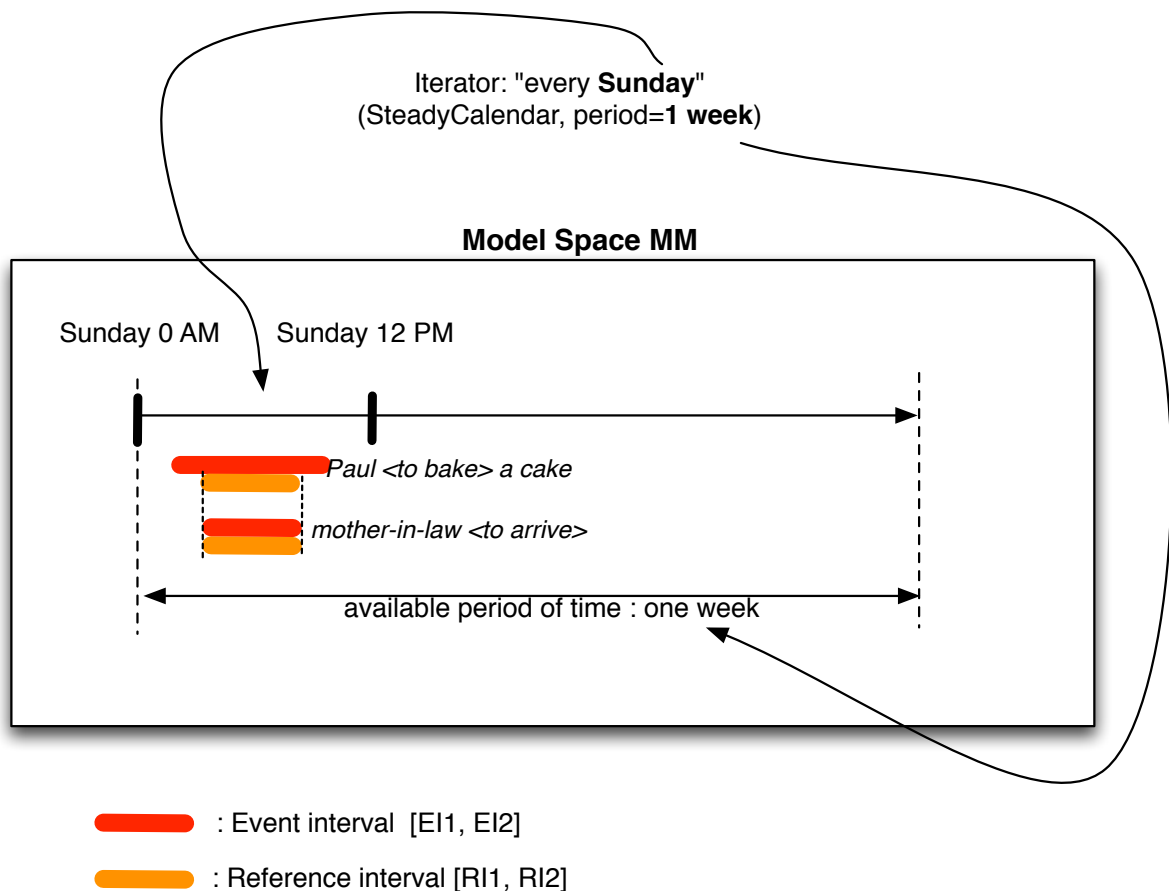 Iterator: "every Sunday"
(SteadyCalendar, period=1 week)
Model Space MM
Sunday 0 AM
Sunday 12 PM
Paul <to bake> a cake
mother-in-law <to arrive>
available period of time : one week
: Event interval [EI1, EI2]
: Reference interval [RI1, RI2]